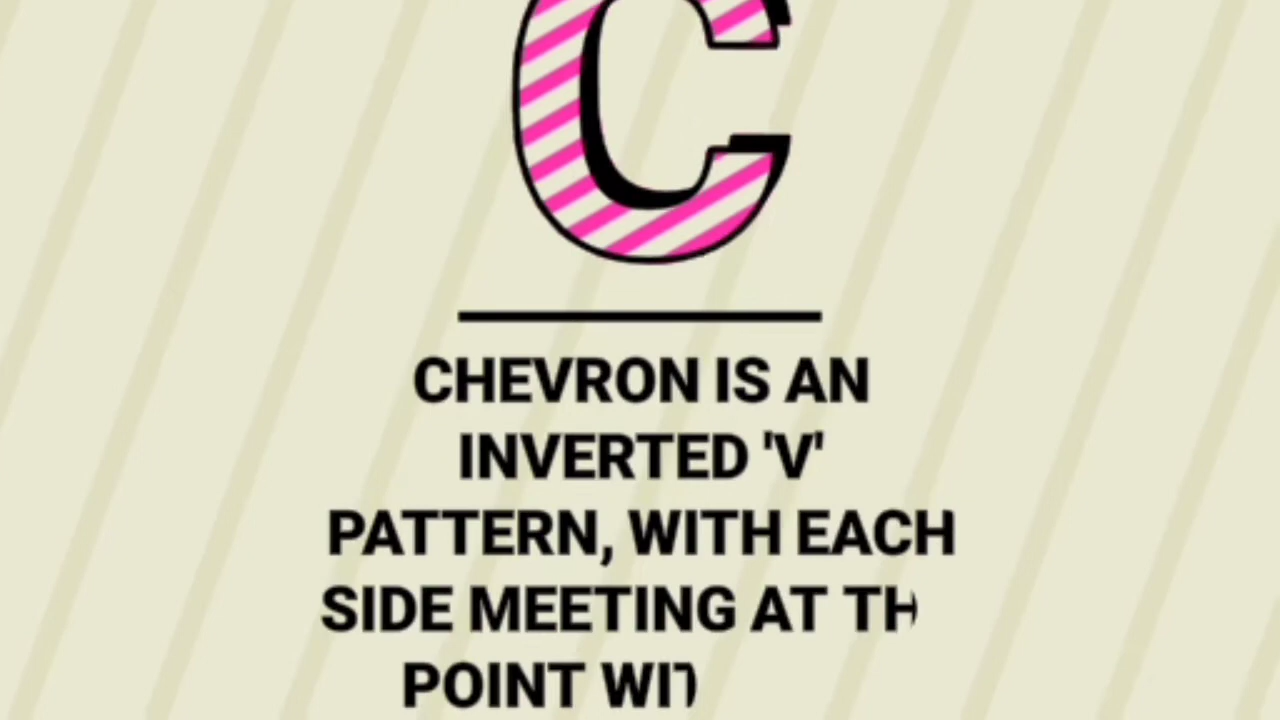 C
CHEVRON IS AN
INVERTED 'V'
PATTERN, WITH EACH
SIDE MEETING AT
POINT